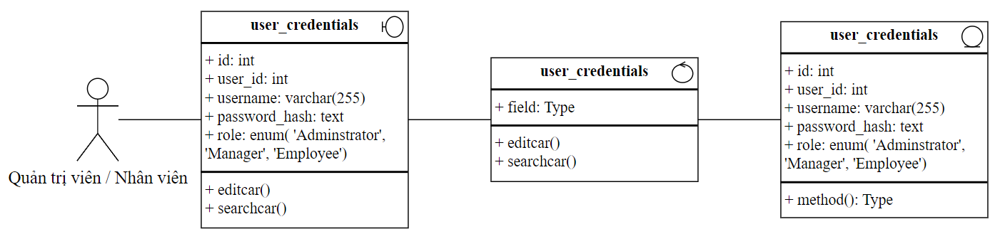 user_credentials
+ id: int
+ user_id: int
+ username: varchar(255)
+ password_hash: text
+ role: enum( 'Adminstrator',
'Manager', 'Employee')
+ editcar()
+ searchcar()
Quản trị viên / Nhân viên
user_credentials
+ field: Type
+ editcar()
+ searchcar()
user_credentials
+ id: int
+ user_id: int
+ username: varchar(255)
+ password_hash: text
+ role: enum( 'Adminstrator',
'Manager', 'Employee')
+ method(): Type